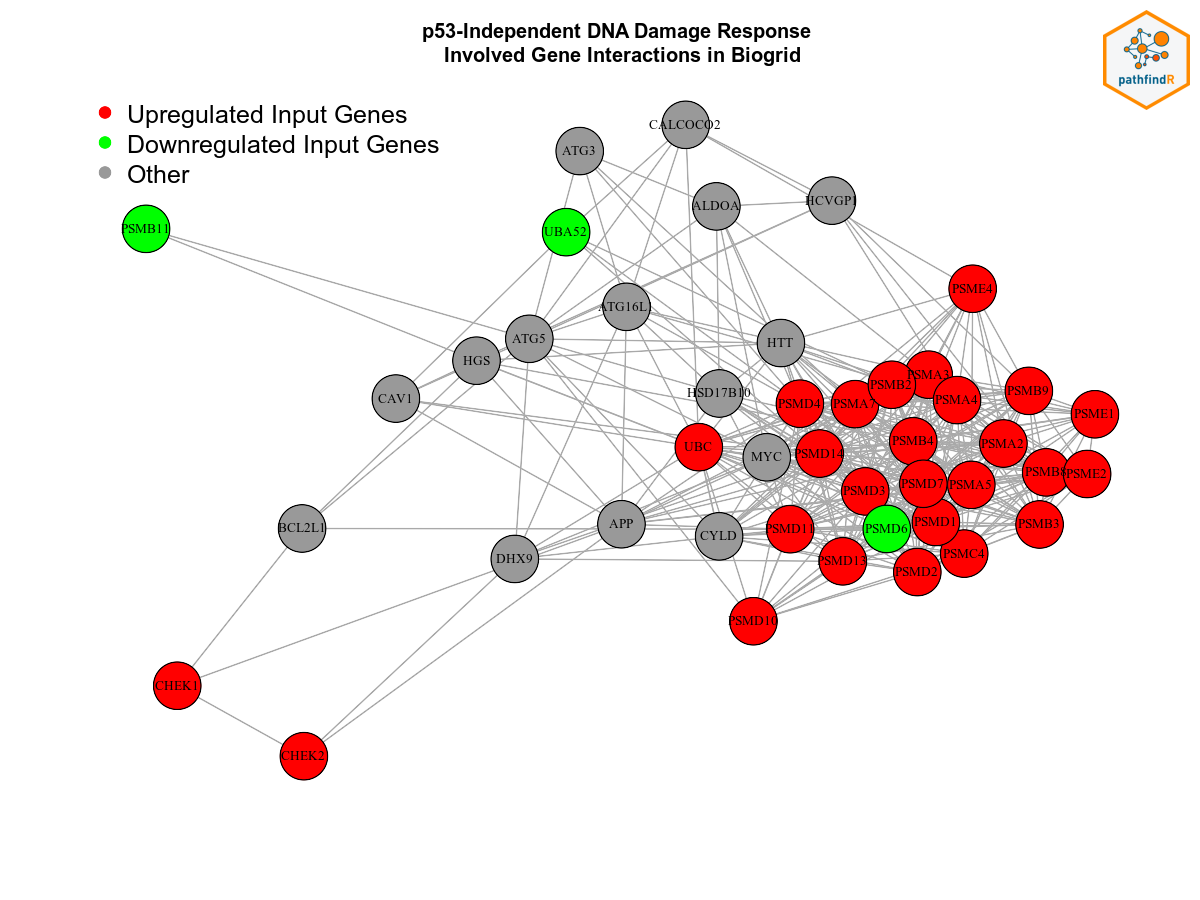 p53-Independent DNA Damage Response
Involved Gene Interactions in Biogrid
pathfindR
Upregulated Input Genes
Downregulated Input Genes
Other
CALCOCO2
ATG3
ALDOA
HCVGP1
PSMB11
UBA52
PSME4
ATG16L1
ATG5
HTT
HGS
PSMA3
PSMB2
PSMB9
HSD17B10
CAV1
PSMA4
PSMD4
PSMA7
PSME1
PSMB4
PSMA2
UBC
PSMD14
MYC
PSME2
PSMD7
PSMA5
PSMD3
APP
PSMD1
PSMB3
BCL2L1
PSMD11
PSMD6
CYLD
PSMC4
DHX9
PSMD13
PSMD2
PSMD10
CHEK1
CHEK2